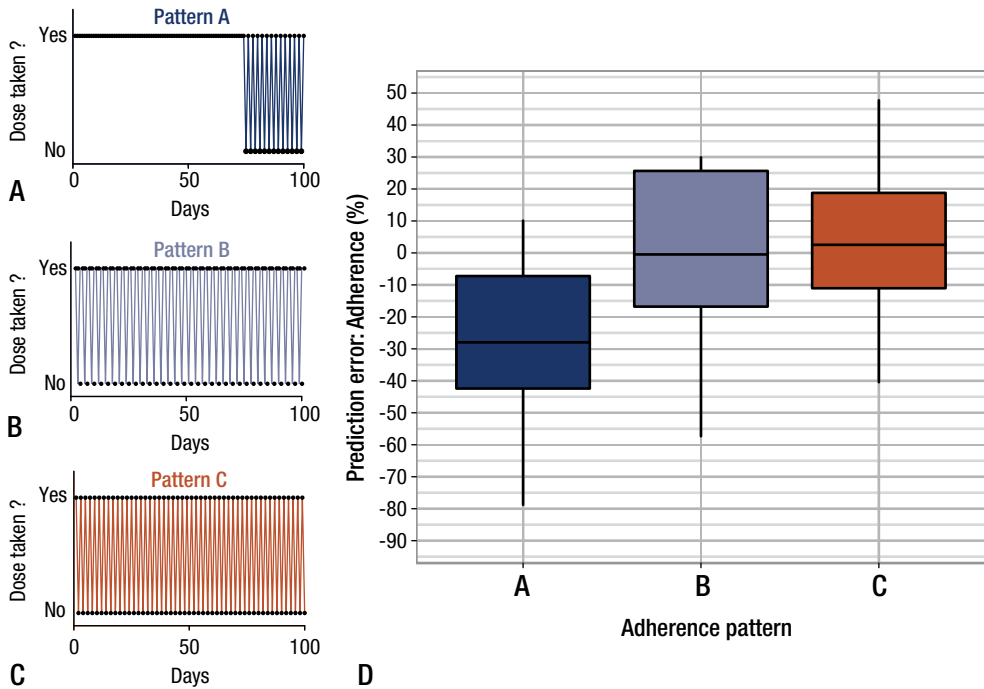 Pattern A
Yes
Dose taken ?
No
0
50
100
Days
A
Pattern B
Yes
Dose taken ?
No
0
50
100
Days
B
Pattern C
Yes
Dose taken ?
No
0
50
100
Days
C
50
40
30
20
10
0
-10
-20
-30
-40
-50
-60
-70
-80
-90
Prediction error: Adherence (%)
A B C
Adherence pattern
D